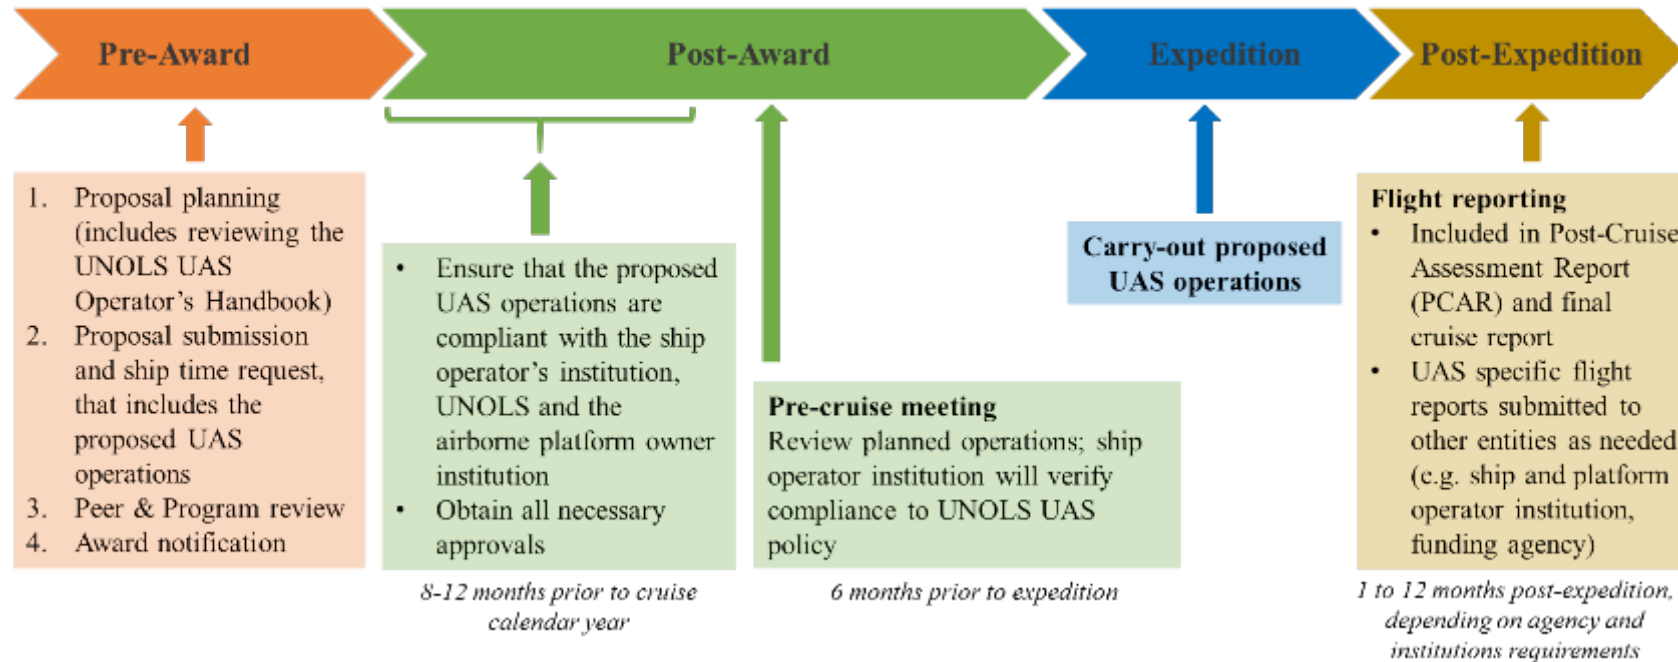 Pre-Award
Post-Award
Expedition
Post-Expedition
1. Proposal planning
(includes reviewing the
UNOLS UAS
Operator's Handbook)
2. Proposal submission
and ship time request,
that includes the
proposed UAS
operations
3. Peer & Program review
4. Award notification
• Ensure that the proposed
UAS operations are
compliant with the ship
operator's institution,
UNOLS and the
airborne platform owner
institution
• Obtain all necessary
approvals
8-12 months prior to cruise
calendar year
Pre-cruise meeting
Review planned operations; ship
operator institution will verify
compliance to UNOLS UAS
policy
6 months prior to expedition
Carry-out proposed
UAS operations
Flight reporting
• Included in Post-Cruise
Assessment Report
(PCAR) and final
cruise report
• UAS specific flight
reports submitted to
other entities as needed
(e.g. ship and platform
operator institution,
funding agency)
1 to 12 months post-expedition,
depending on agency and
institutions requirements